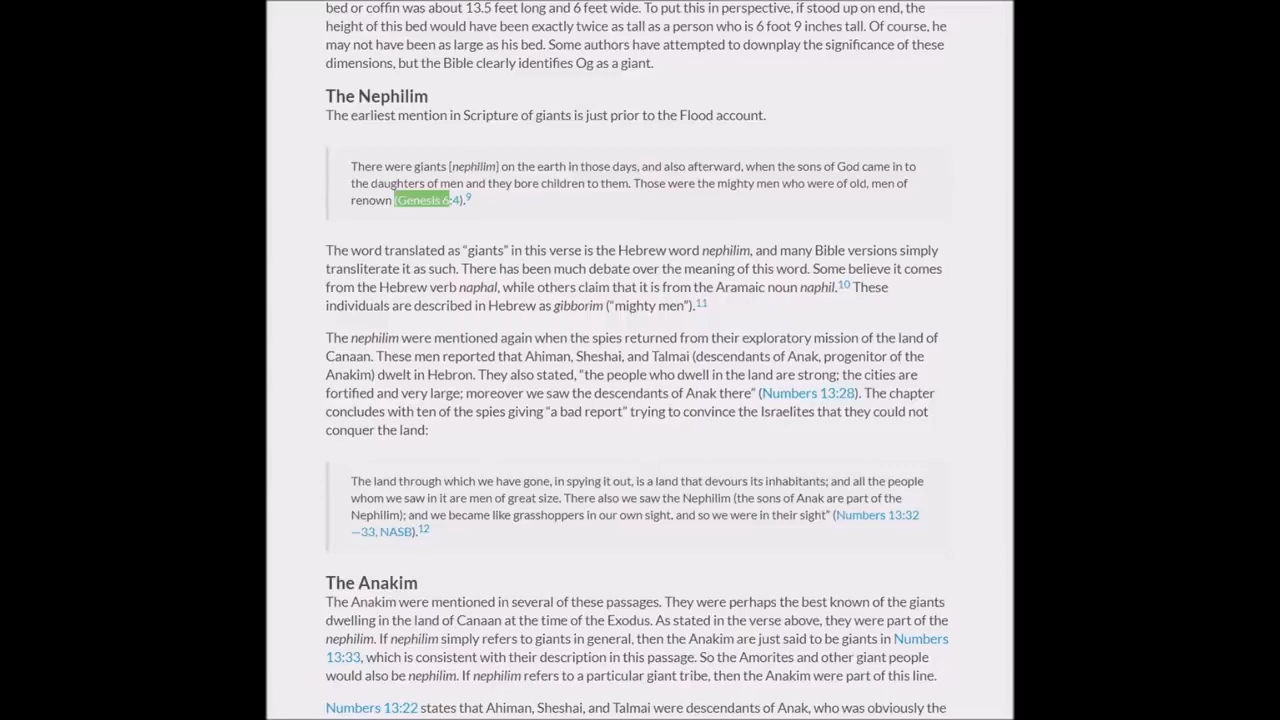 bed or coffin was about 13.5 feet long and 6 feet wide. To put this in perspective, if stood up on end, the
height of this bed would have been exactly twice as tall as a person who is 6 foot 9 inches tall. Of course, he
may not have been as large as his bed. Some authors have attempted to downplay the significance of these
dimensions, but the Bible clearly identifies Og as a giant.
The Nephilim
The earliest mention in Scripture of giants is just prior to the Flood account.
There were giants [nephilim] on the earth in those days, and also afterward, when the sons of God came in to
the daughters of men and they bore children to them. Those were the mighty men who were of old, men of
renown (Genesis 6:4).9
The word translated as “giants” in this verse is the Hebrew word nephilim, and many Bible versions simply
transliterate it as such. There has been much debate over the meaning of this word. Some believe it comes
from the Hebrew verb naphal, while others claim that it is from the Aramaic noun naphil.10 These
individuals are described in Hebrew as gibborim (“mighty men”).11
The nephilim were mentioned again when the spies returned from their exploratory mission of the land of
Canaan. These men reported that Ahiman, Sheshai, and Talmai (descendants of Anak, progenitor of the
Anakim) dwelt in Hebron. They also stated, “the people who dwell in the land are strong; the cities are
fortified and very large; moreover we saw the descendants of Anak there” (Numbers 13:28). The chapter
concludes with ten of the spies giving “a bad report” trying to convince the Israelites that they could not
conquer the land:
The land through which we have gone, in spying it out, is a land that devours its inhabitants; and all the people
whom we saw in it are men of great size. There also we saw the Nephilim (the sons of Anak are part of the
Nephilim); and we became like grasshoppers in our own sight, and so we were in their sight” (Numbers 13:32
—33, NASB).12
The Anakim
The Anakim were mentioned in several of these passages. They were perhaps the best known of the giants
dwelling in the land of Canaan at the time of the Exodus. As stated in the verse above, they were part of the
nephilim. If nephilim simply refers to giants in general, then the Anakim are just said to be giants in Numbers
13:33, which is consistent with their description in this passage. So the Amorites and other giant people
would also be nephilim. If nephilim refers to a particular giant tribe, then the Anakim were part of this line.
Numbers 13:22 states that Ahiman, Sheshai, and Talmai were descendants of Anak, who was obviously the